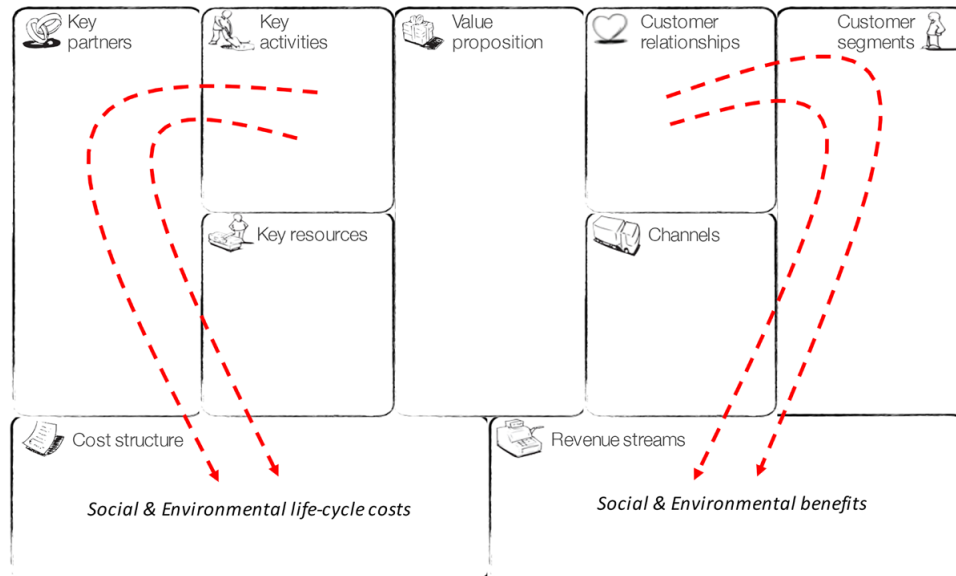 Key
partners
Key
activities
Value
proposition
Customer
relationships
Customer
segments
Key resources
Channels
Cost structure
Revenue streams
Social & Environmental life-cycle costs
Social & Environmental benefits